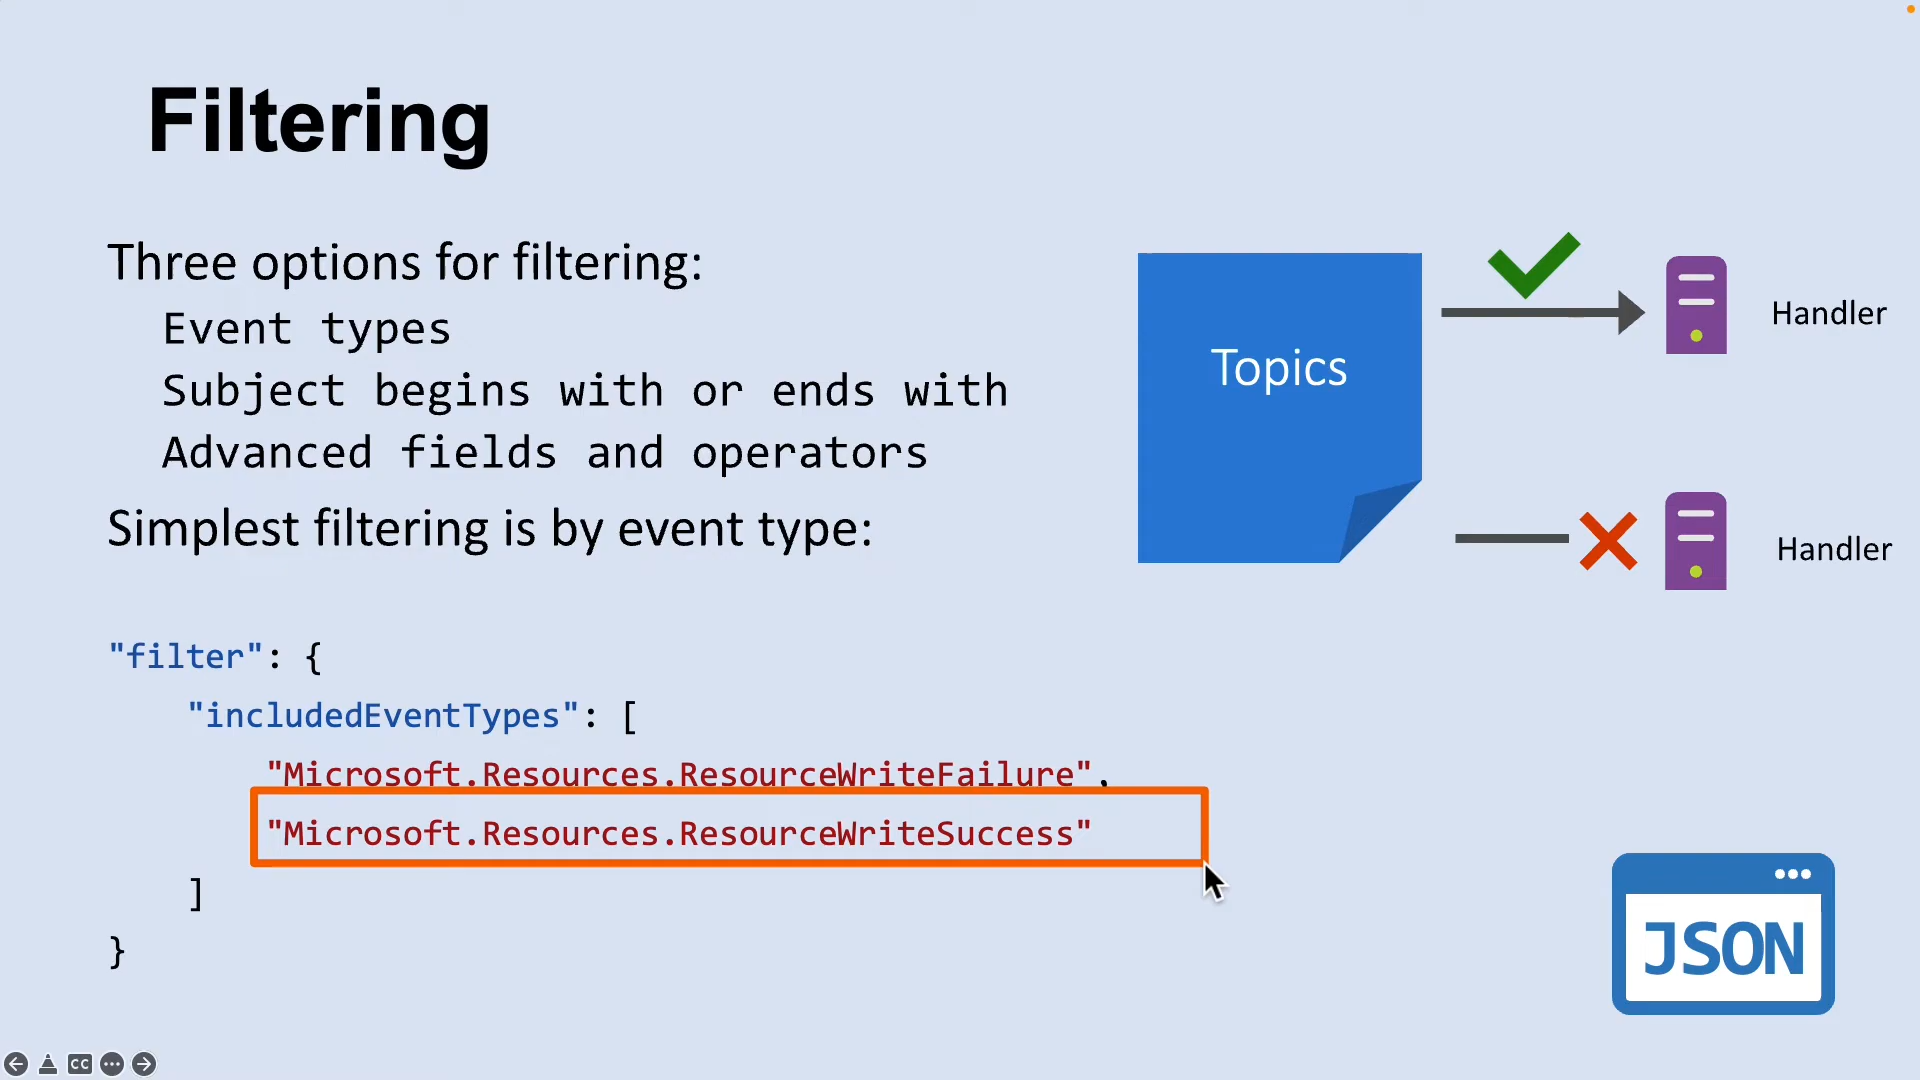 Filtering
Three options for filtering:
Event types
Subject begins with or ends with
Advanced fields and operators
Simplest filtering is by event type:
"filter": {
"includedEventTypes": [
"Microsoft.Resources.ResourceWriteFailure",
"Microsoft.Resources.ResourceWriteSuccess"
]
}
Topics
Handler
Handler
JSON
CC